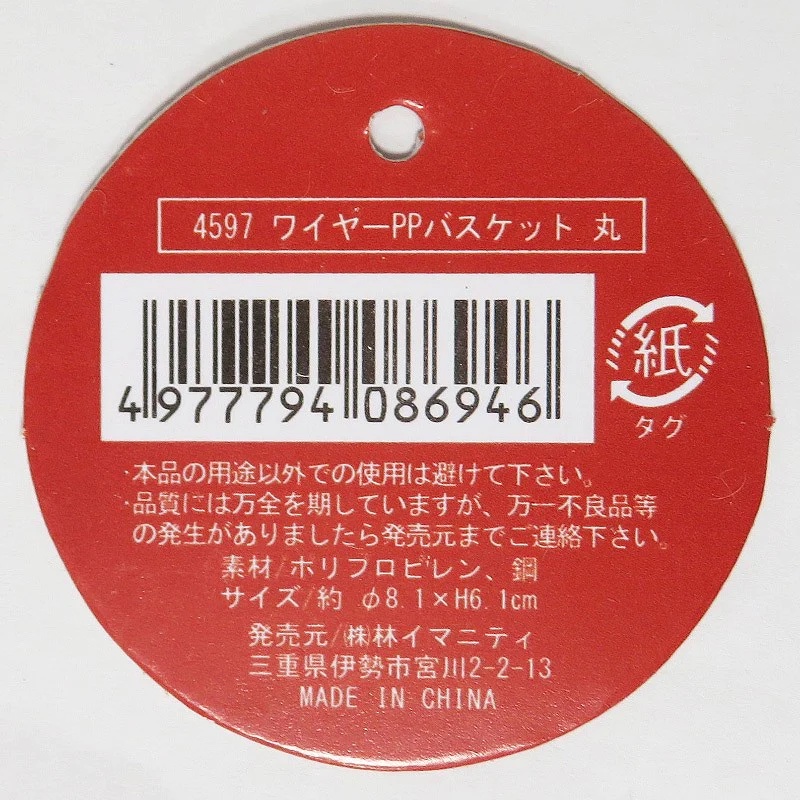 4597 ワイヤーPPバスケット 丸
4977794086946
紙
タグ
・本品の用途以外での使用は避けて下さい。
・品質には万全を期していますが、万一不良品等
の発生がありましたら発売元までご連絡下さい。
素材/ポリプロピレン、鋼
サイズ/約 φ8.1×H6.1cm
発売元/㈱林イマニティ
三重県伊勢市宮川2-2-13
MADE IN CHINA